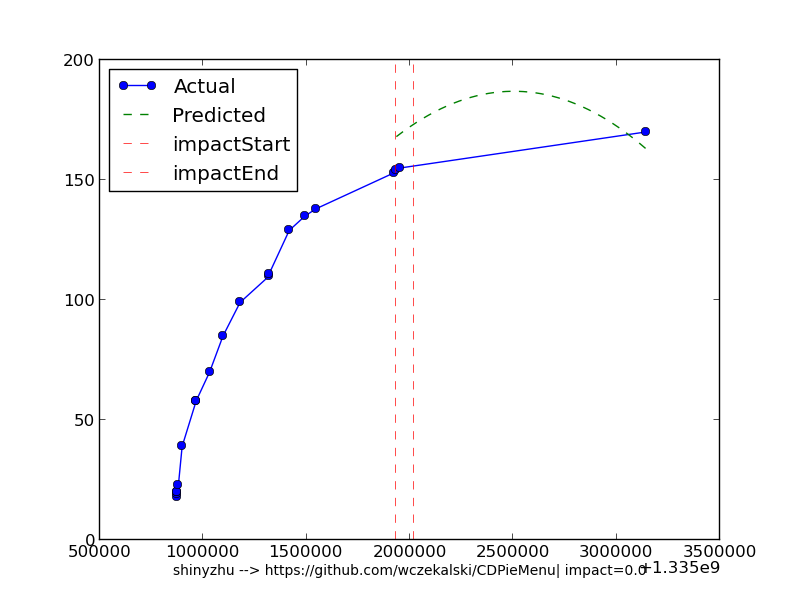 200
150
100
50
0
Actual
Predicted
impactStart
impactEnd
500000 1000000 1500000 2000000 2500000 3000000 3500000
+1.335e9
shinyzhu --> https://github.com/wczekalski/CDPieMenu| impact=0.0